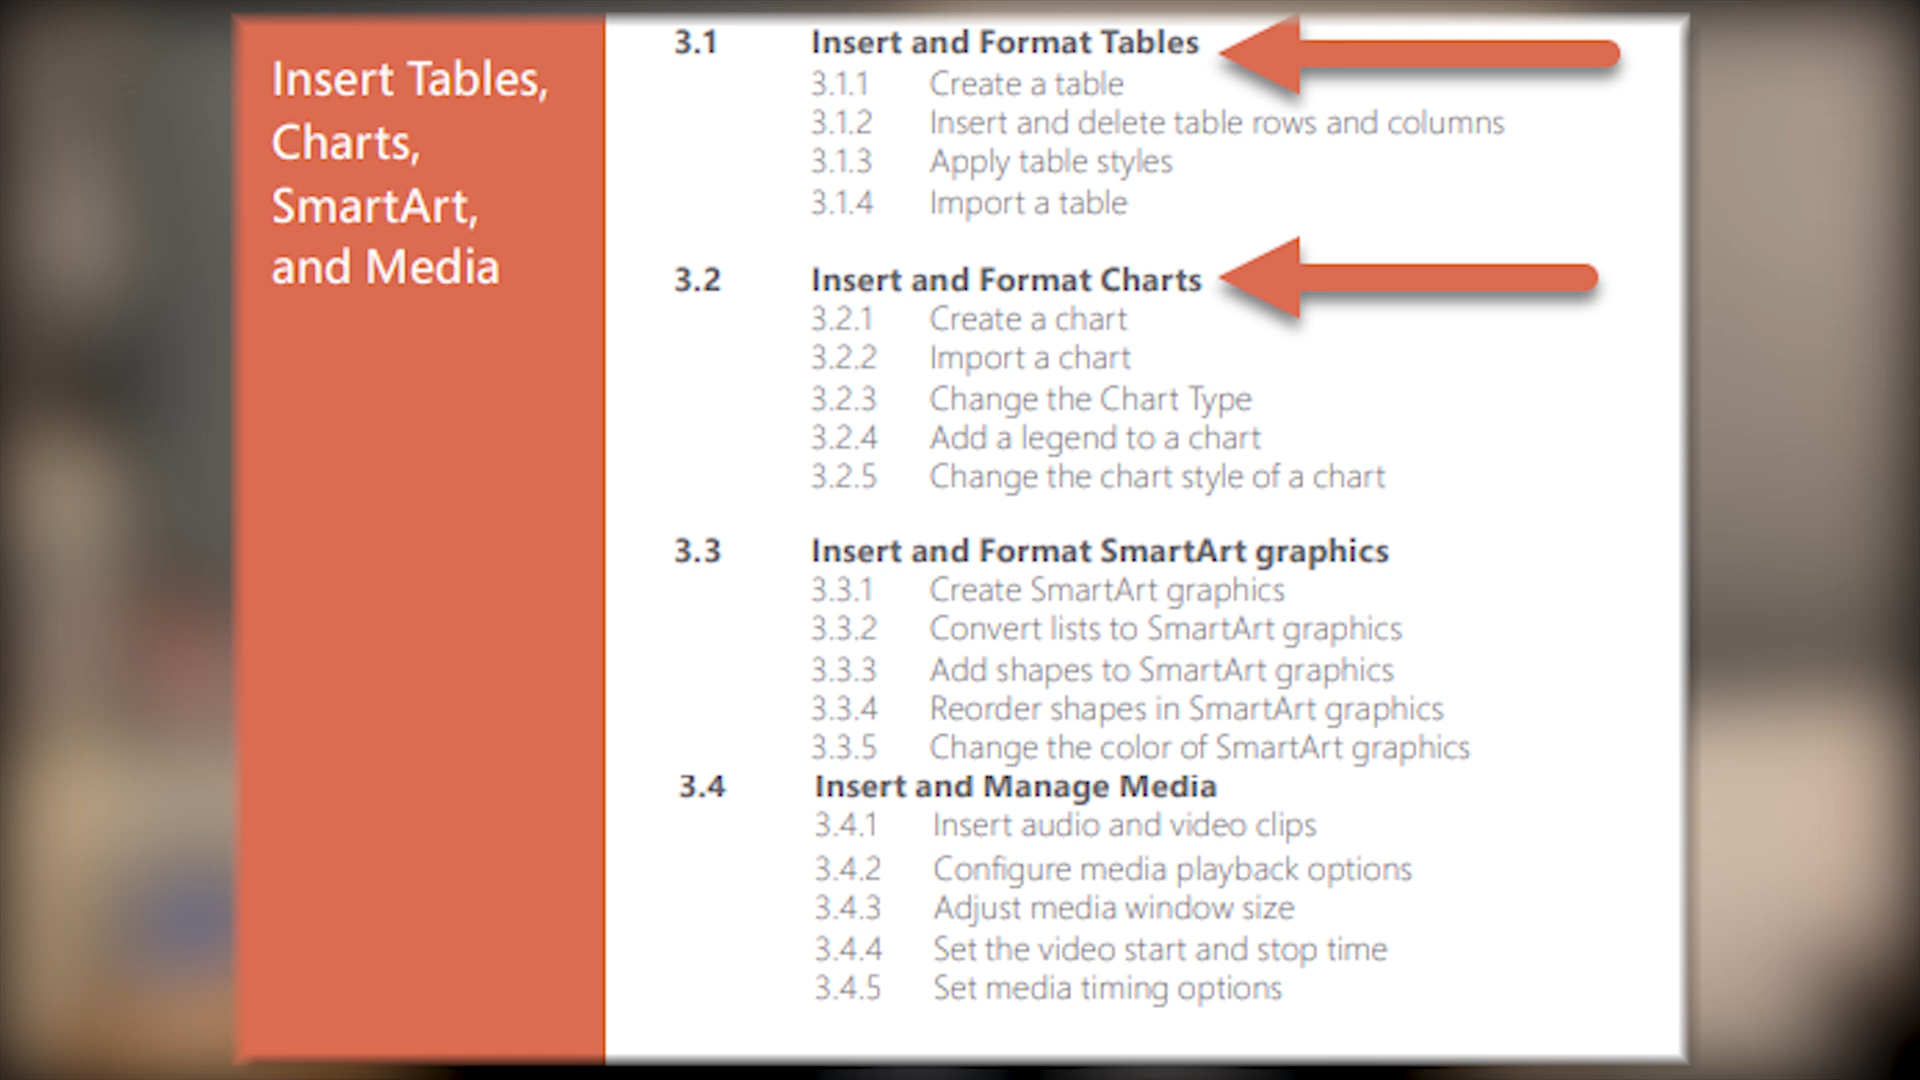 Insert Tables,
Charts,
SmartArt,
and Media
3.1 Insert and Format Tables
3.1.1 Create a table
3.1.2 Insert and delete table rows and columns
3.1.3 Apply table styles
3.1.4 Import a table
3.2 Insert and Format Charts
3.2.1 Create a chart
3.2.2 Import a chart
3.2.3 Change the Chart Type
3.2.4 Add a legend to a chart
3.2.5 Change the chart style of a chart
3.3 Insert and Format SmartArt graphics
3.3.1 Create SmartArt graphics
3.3.2 Convert lists to SmartArt graphics
3.3.3 Add shapes to SmartArt graphics
3.3.4 Reorder shapes in SmartArt graphics
3.3.5 Change the color of SmartArt graphics
3.4 Insert and Manage Media
3.4.1 Insert audio and video clips
3.4.2 Configure media playback options
3.4.3 Adjust media window size
3.4.4 Set the video start and stop time
3.4.5 Set media timing options